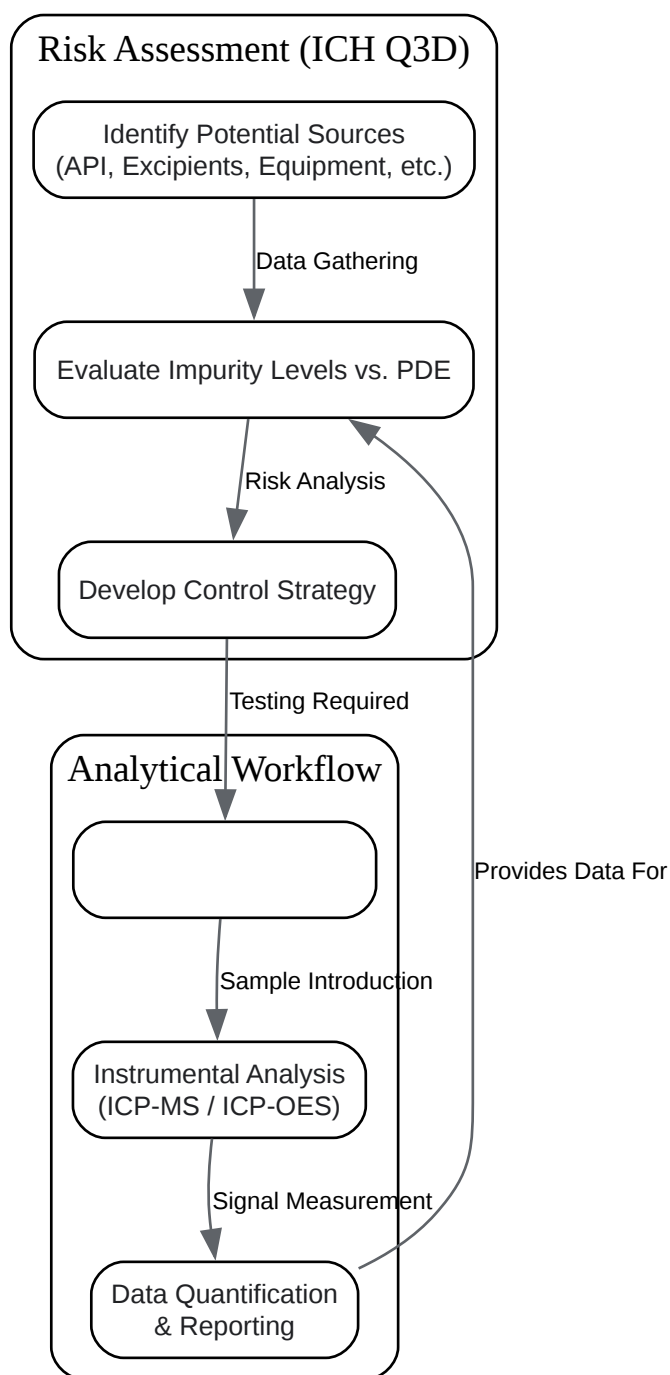 Risk Assessment (ICH Q3D)
Identify Potential Sources
(API, Excipients, Equipment, etc.)
Data Gathering
Evaluate Impurity Levels vs. PDE
Risk Analysis
Develop Control Strategy
Testing Required
Analytical Workflow
Provides Data For
Sample Introduction
Instrumental Analysis
(ICP-MS / ICP-OES)
Signal Measurement
Data Quantification
& Reporting